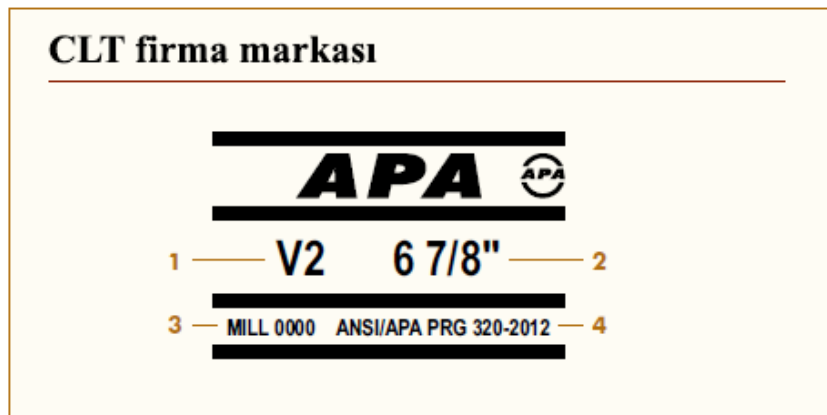 CLT firma markası
APA APA
1 V2 6 7/8" 2
3 MILL 0000 ANSI/APA PRG 320-2012 4